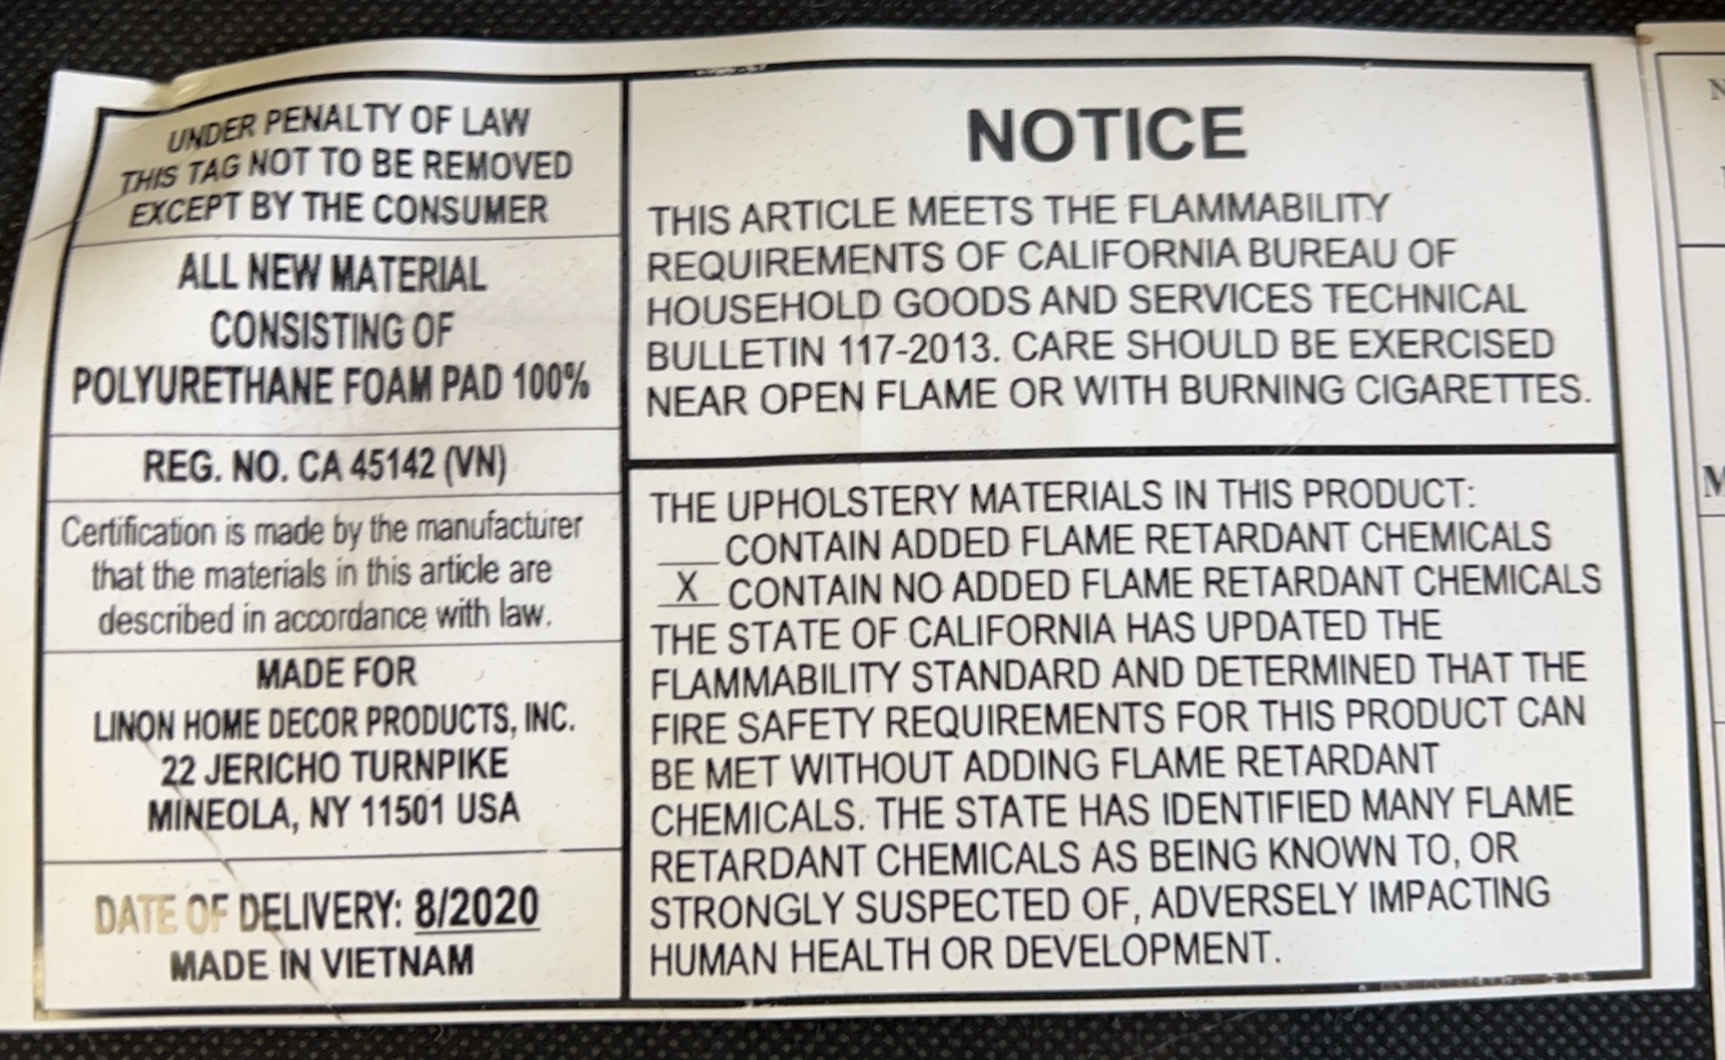 UNDER PENALTY OF LAW
THIS TAG NOT TO BE REMOVED
EXCEPT BY THE CONSUMER
ALL NEW MATERIAL
CONSISTING OF
POLYURETHANE FOAM PAD 100%
REG. NO. CA 45142 (VN)
Certification is made by the manufacturer
that the materials in this article are
described in accordance with law.
MADE FOR
LINON HOME DECOR PRODUCTS, INC.
22 JERICHO TURNPIKE
MINEOLA, NY 11501 USA
DATE OF DELIVERY: 8/2020
MADE IN VIETNAM
NOTICE
THIS ARTICLE MEETS THE FLAMMABILITY
REQUIREMENTS OF CALIFORNIA BUREAU OF
HOUSEHOLD GOODS AND SERVICES TECHNICAL
BULLETIN 117-2013. CARE SHOULD BE EXERCISED
NEAR OPEN FLAME OR WITH BURNING CIGARETTES.
THE UPHOLSTERY MATERIALS IN THIS PRODUCT:
___CONTAIN ADDED FLAME RETARDANT CHEMICALS
_X_ CONTAIN NO ADDED FLAME RETARDANT CHEMICALS
THE STATE OF CALIFORNIA HAS UPDATED THE
FLAMMABILITY STANDARD AND DETERMINED THAT THE
FIRE SAFETY REQUIREMENTS FOR THIS PRODUCT CAN
BE MET WITHOUT ADDING FLAME RETARDANT
CHEMICALS. THE STATE HAS IDENTIFIED MANY FLAME
RETARDANT CHEMICALS AS BEING KNOWN TO, OR
STRONGLY SUSPECTED OF, ADVERSELY IMPACTING
HUMAN HEALTH OR DEVELOPMENT.